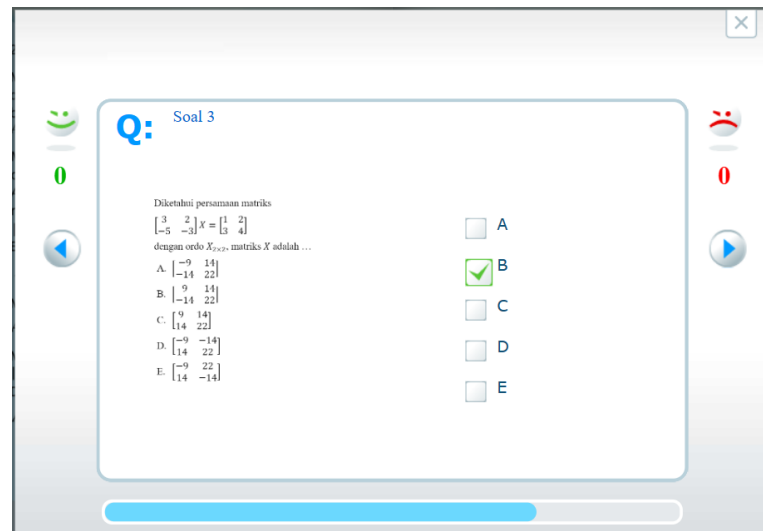 Q: Soal 3
0
0
Diketahui persamaan matriks
[3 2 −5 −3] X = [1 2 3 4]
dengan ordo X₂ₓ₂, matriks X adalah …
A. [−9 14 −14 22]
B. [9 14 −14 22]
C. [9 14 14 22]
D. [−9 −14 14 22]
E. [−9 22 14 −14]
A
B
C
D
E